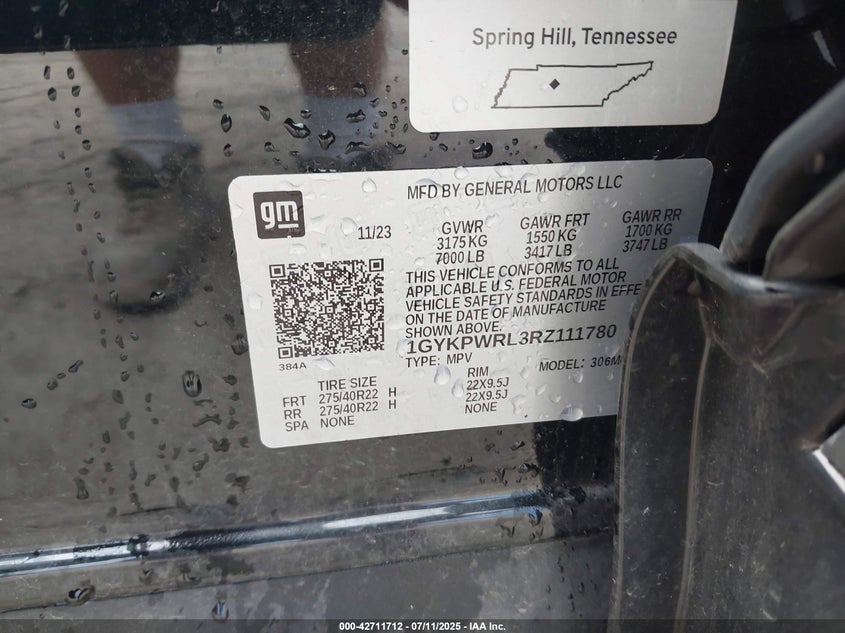 Spring Hill, Tennessee
gm
MFD BY GENERAL MOTORS LLC
11/23
GVWR
3175 KG
7000 LB
GAWR FRT
1550 KG
3417 LB
GAWR RR
1700 KG
3747 LB
THIS VEHICLE CONFORMS TO ALL
APPLICABLE U.S. FEDERAL MOTOR
VEHICLE SAFETY STANDARDS IN EFFE
ON THE DATE OF MANUFACTURE
SHOWN ABOVE.
1GYKPWRL3RZ111780
TYPE: MPV
MODEL: 306M
384A
TIRE SIZE
RIM
FRT 275/40R22 H 22X9.5J
RR 275/40R22 H 22X9.5J
SPA NONE NONE
000-42711712 - 07/11/2025 - IAA Inc.